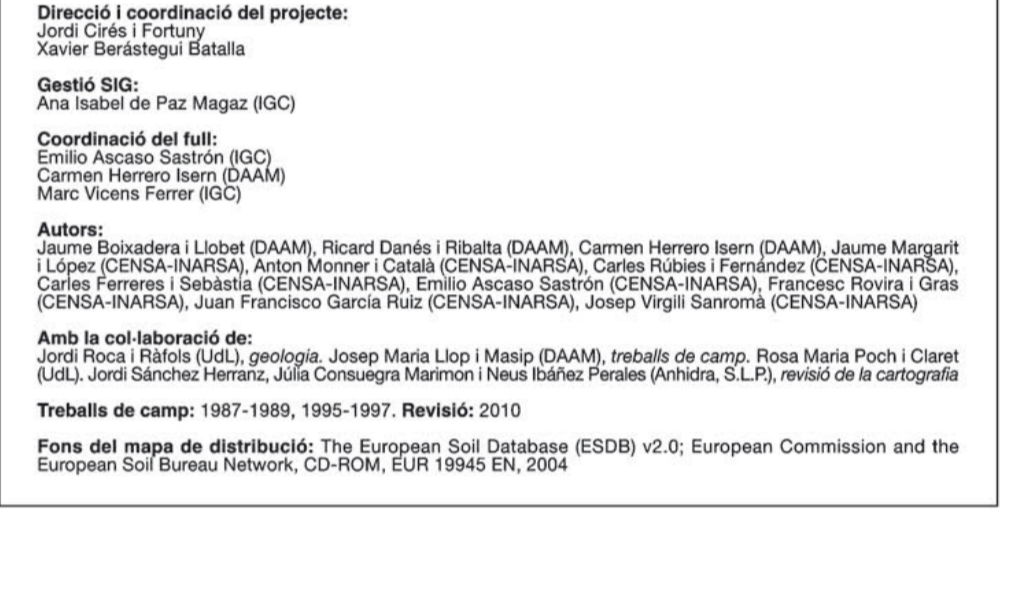 Direcció i coordinació del projecte:
Jordi Cirés i Fortuny
Xavier Berástegui Batalla
Gestió SIG:
Ana Isabel de Paz Magaz (IGC)
Coordinació del full:
Emilio Ascaso Sastrón (IGC)
Carmen Herrero Isern (DAAM)
Marc Vicens Ferrer (IGC)
Autors:
Jaume Boixadera i Llobet (DAAM), Ricard Danés i Ribalta (DAAM), Carmen Herrero Isern (DAAM), Jaume Margarit
i López (CENSA-INARSA), Anton Monner i Català (CENSA-INARSA), Carles Rúbies i Fernández (CENSA-INARSA),
Carles Ferreres i Sebàstia (CENSA-INARSA), Emilio Ascaso Sastrón (CENSA-INARSA), Francesc Rovira i Gras
(CENSA-INARSA), Juan Francisco García Ruiz (CENSA-INARSA), Josep Virgili Sanromà (CENSA-INARSA)
Amb la col·laboració de:
Jordi Roca i Ràfols (UdL), geologia. Josep Maria Llop i Masip (DAAM), treballs de camp. Rosa Maria Poch i Claret
(UdL). Jordi Sánchez Herranz, Júlia Consuegra Marimon i Neus Ibáñez Perales (Anhidra, S.L.P.), revisió de la cartografia
Treballs de camp: 1987-1989, 1995-1997. Revisió: 2010
Fons del mapa de distribució: The European Soil Database (ESDB) v2.0; European Commission and the
European Soil Bureau Network, CD-ROM, EUR 19945 EN, 2004